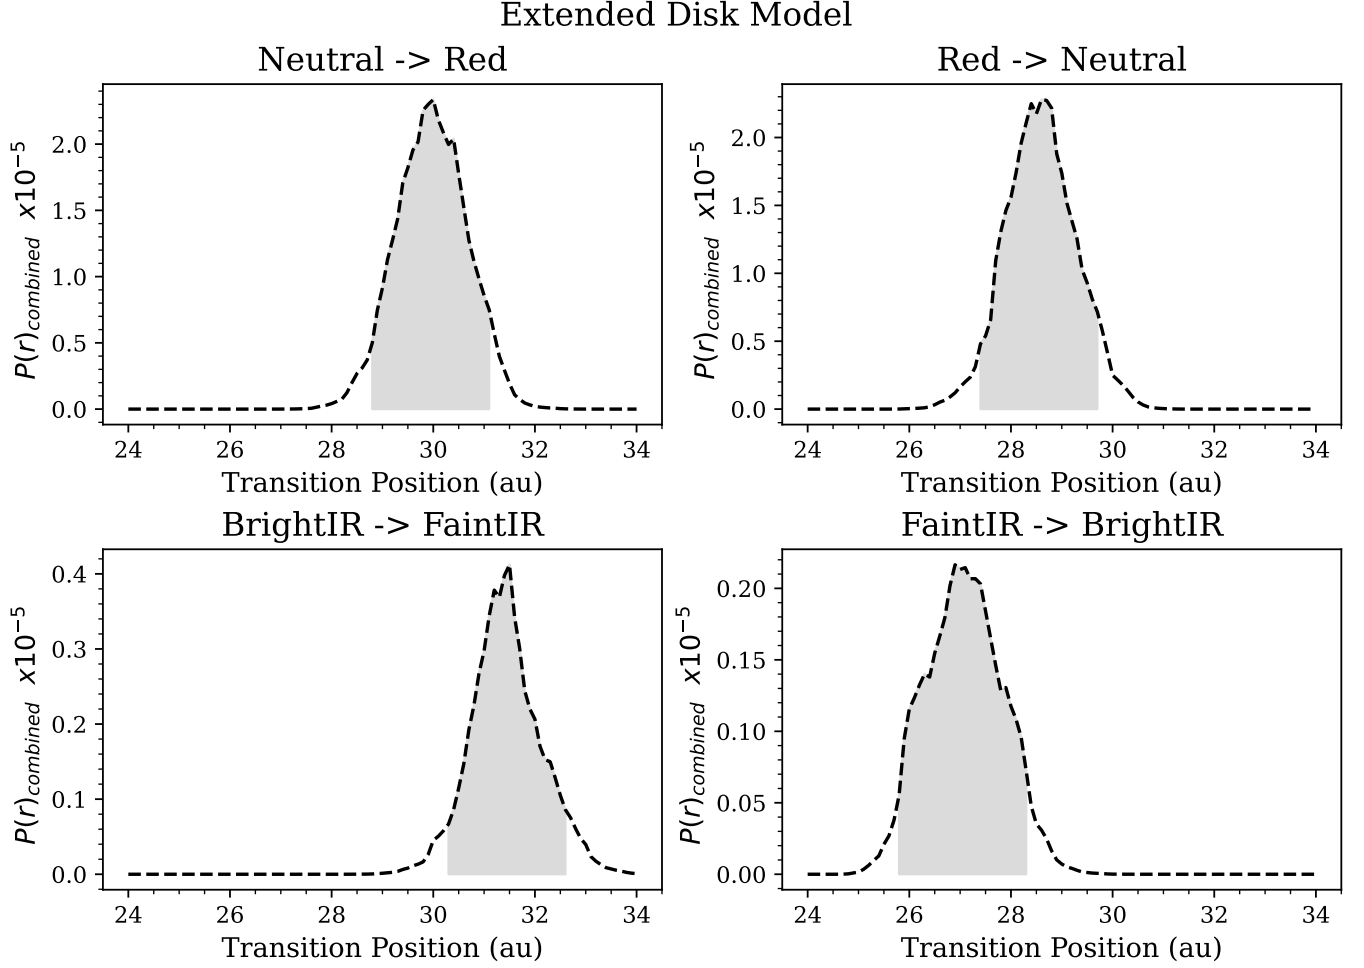 Extended Disk Model
Neutral -> Red
P(r)combined x10−5
2.0
1.5
1.0
0.5
0.0
24 26 28 30 32 34
Transition Position (au)
Red -> Neutral
P(r)combined x10−5
2.0
1.5
1.0
0.5
0.0
24 26 28 30 32 34
Transition Position (au)
BrightIR -> FaintIR
P(r)combined x10−5
0.4
0.3
0.2
0.1
0.0
24 26 28 30 32 34
Transition Position (au)
FaintIR -> BrightIR
P(r)combined x10−5
0.20
0.15
0.10
0.05
0.00
24 26 28 30 32 34
Transition Position (au)